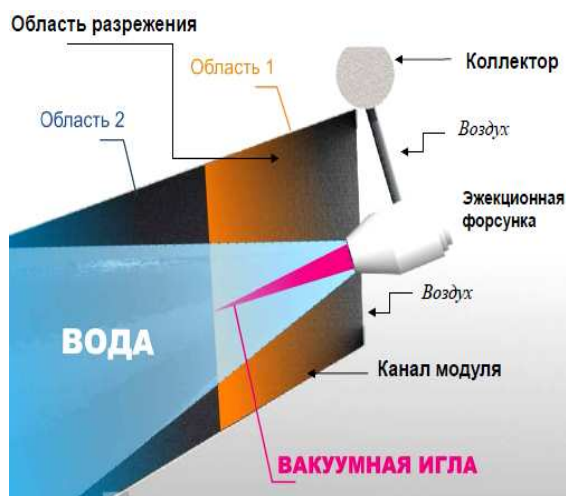 Область разрежения
Область 1
Коллектор
Область 2
Воздух
Эжекционная
форсунка
Воздух
ВОДА
Канал модуля
ВАКУУМНАЯ ИГЛА